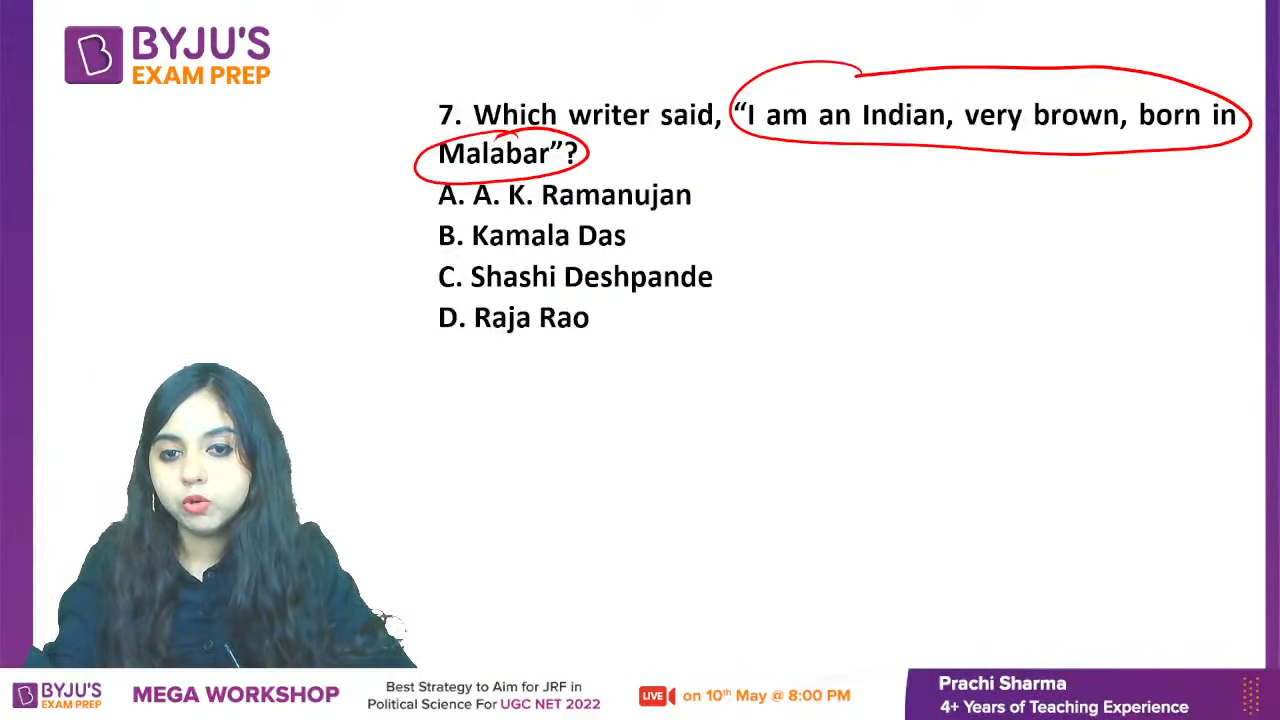 BYJU'S
EXAM PREP
7. Which writer said, “I am an Indian, very brown, born in
Malabar”?
A. A. K. Ramanujan
B. Kamala Das
C. Shashi Deshpande
D. Raja Rao
BYJU'S
EXAM PREP
MEGA WORKSHOP
Best Strategy to Aim for JRF in
Political Science For UGC NET 2022
LIVE
on 10th May @ 8:00 PM
Prachi Sharma
4+ Years of Teaching Experience